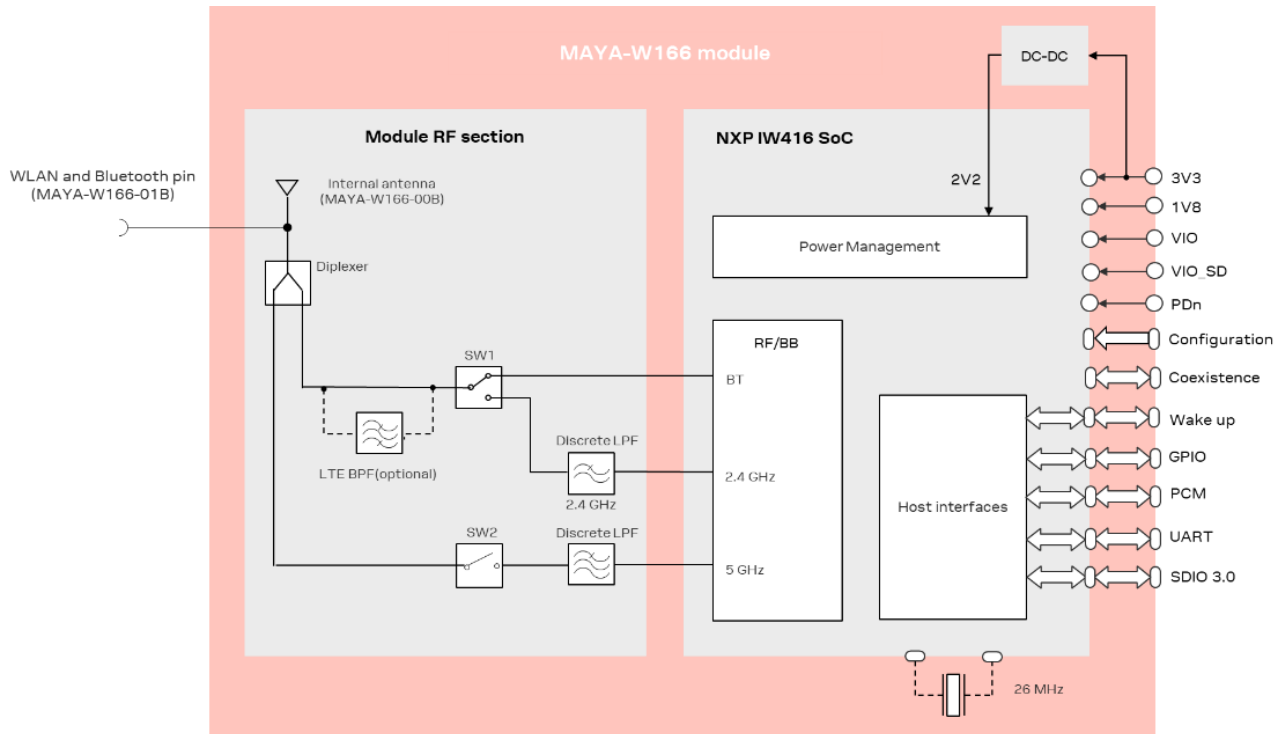 MAYA-W166 module
DC-DC
Module RF section
NXP IW416 SoC
WLAN and Bluetooth pin
(MAYA-W166-01B)
Internal antenna
(MAYA-W166-00B)
2V2
3V3
1V8
Power Management
VIO
Diplexer
VIO_SD
PDn
RF/BB
Configuration
SW1
BT
Coexistence
Wake up
Discrete LPF
GPIO
LTE BPF(optional)
2.4 GHz
2.4 GHz
PCM
Host interfaces
SW2
Discrete LPF
UART
5 GHz
SDIO 3.0
26 MHz